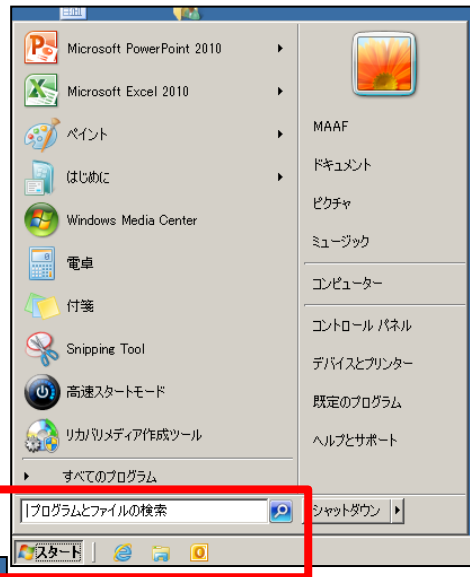 Microsoft PowerPoint 2010
Microsoft Excel 2010
ペイント
はじめに
Windows Media Center
電卓
付箋
Snipping Tool
高速スタートモード
リカバリメディア作成ツール
すべてのプログラム
プログラムとファイルの検索
スタート
MAAF
ドキュメント
ピクチャ
ミュージック
コンピューター
コントロール パネル
デバイスとプリンター
既定のプログラム
ヘルプとサポート
シャットダウン